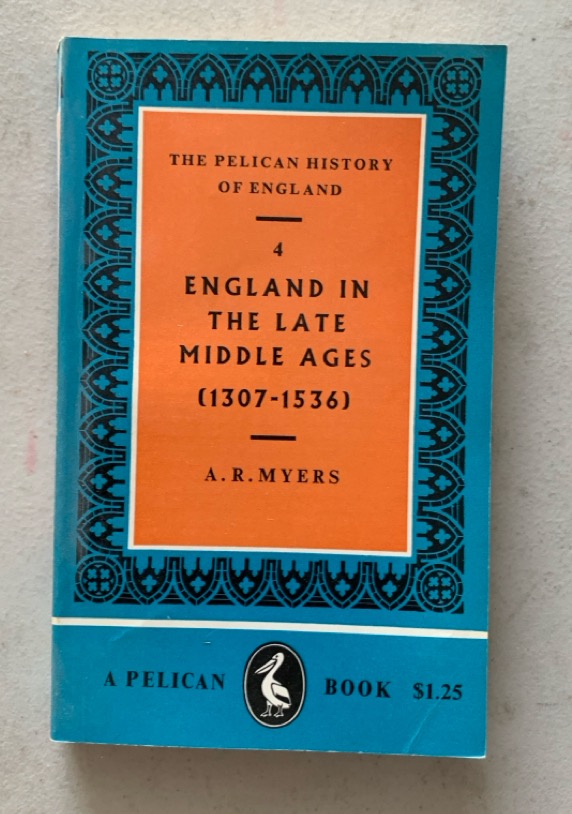 THE PELICAN HISTORY
OF ENGLAND
4
ENGLAND IN
THE LATE
MIDDLE AGES
(1307-1536)
A.R.MYERS
A PELICAN BOOK $1.25